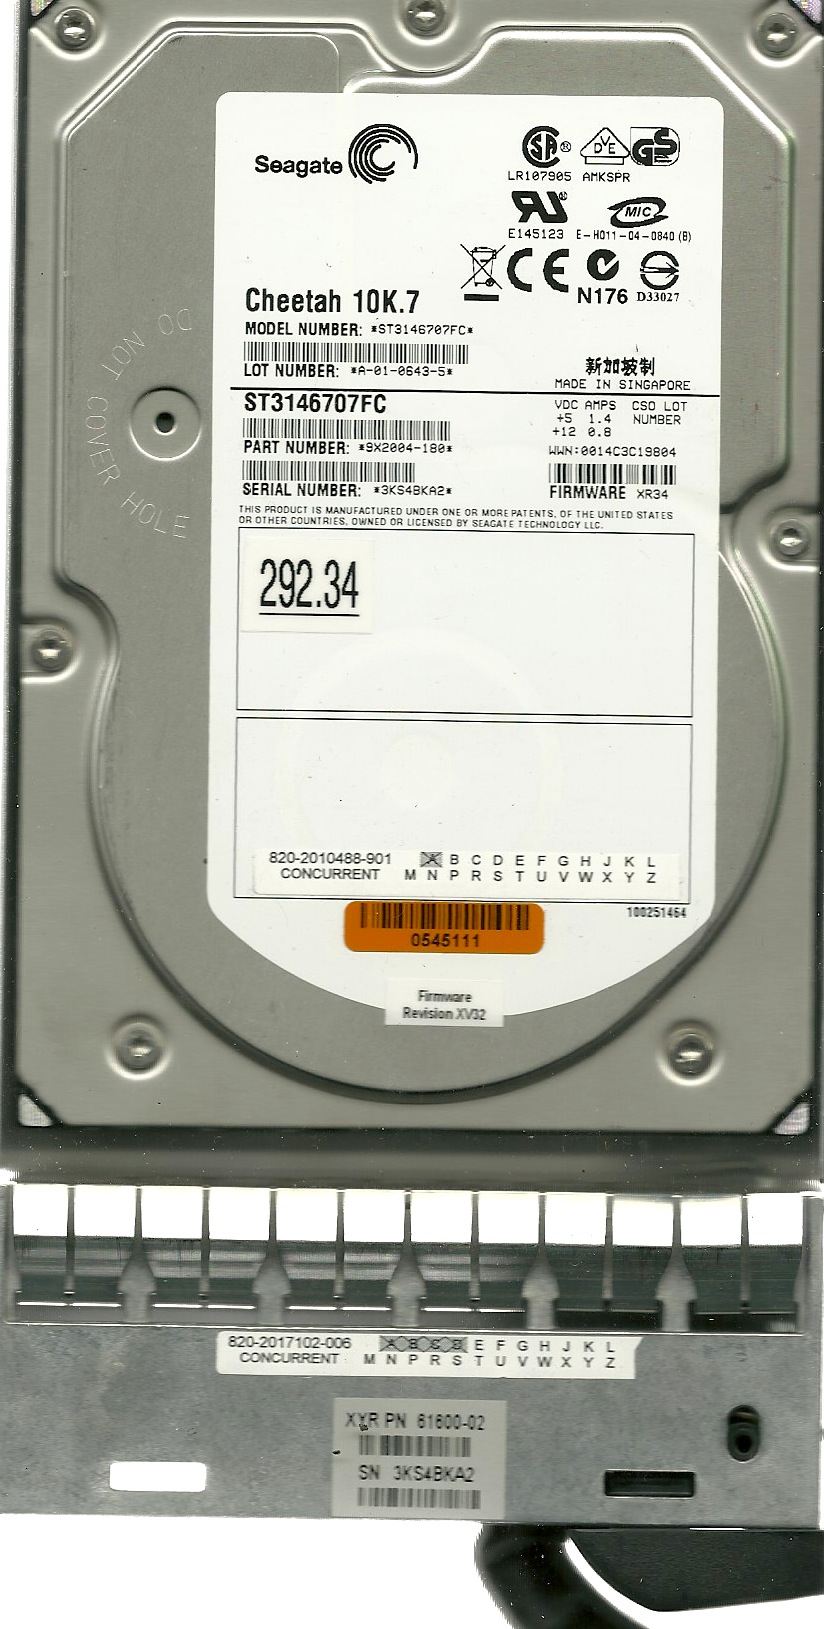 Seagate
LR107905 AMKSPR
E145123 E-H011-04-0840 (B)
N176 D33027
Cheetah 10K.7
MODEL NUMBER: *ST3146707FC*
LOT NUMBER: *A-01-0643-5*
新加坡制
MADE IN SINGAPORE
ST3146707FC
VDC AMPS CSO LOT
+5 1.4 NUMBER
+12 0.8
PART NUMBER: *9X2004-180*
WWN:0014C3C19804
SERIAL NUMBER: *3KS4BKA2*
FIRMWARE XR34
THIS PRODUCT IS MANUFACTURED UNDER ONE OR MORE PATENTS, OF THE UNITED STATES
OR OTHER COUNTRIES, OWNED OR LICENSED BY SEAGATE TECHNOLOGY LLC.
DO NOT COVER HOLE
292.34
820-2010488-901 A B C D E F G H J K L
CONCURRENT M N P R S T U V W X Y Z
100251464
0545111
Firmware
Revision XV32
820-2017102-006 A B C D E F G H J K L
CONCURRENT M N P R S T U V W X Y Z
XYR PN 61600-02
SN 3KS4BKA2